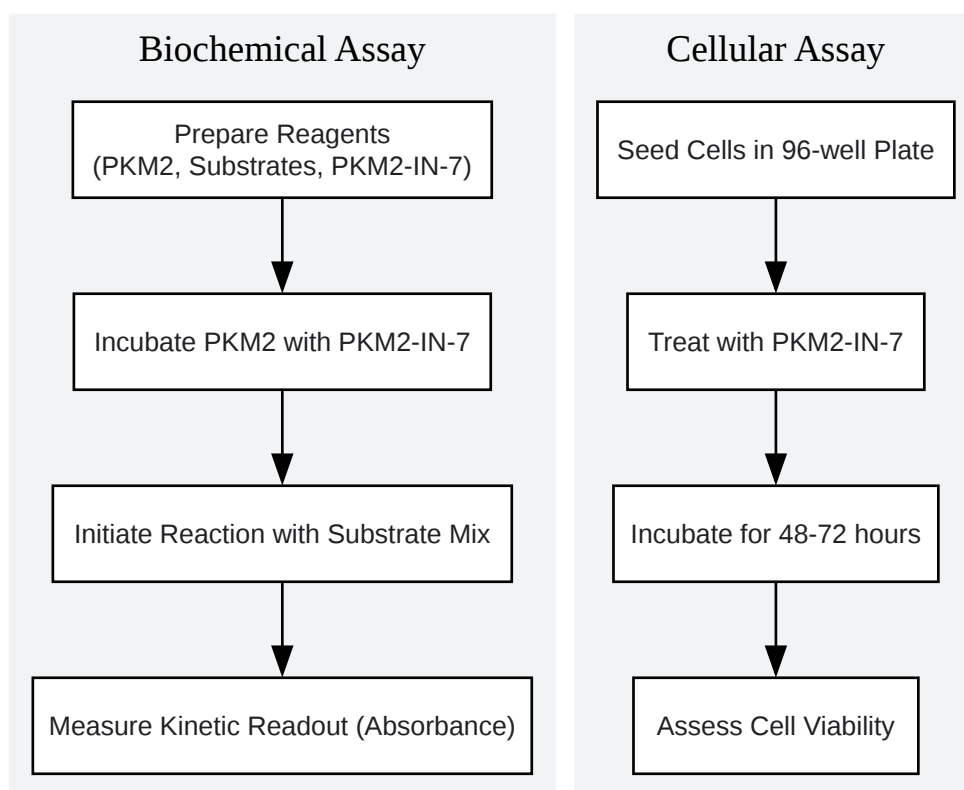 Biochemical Assay
Prepare Reagents
(PKM2, Substrates, PKM2-IN-7)
Incubate PKM2 with PKM2-IN-7
Initiate Reaction with Substrate Mix
Measure Kinetic Readout (Absorbance)
Cellular Assay
Seed Cells in 96-well Plate
Treat with PKM2-IN-7
Incubate for 48-72 hours
Assess Cell Viability